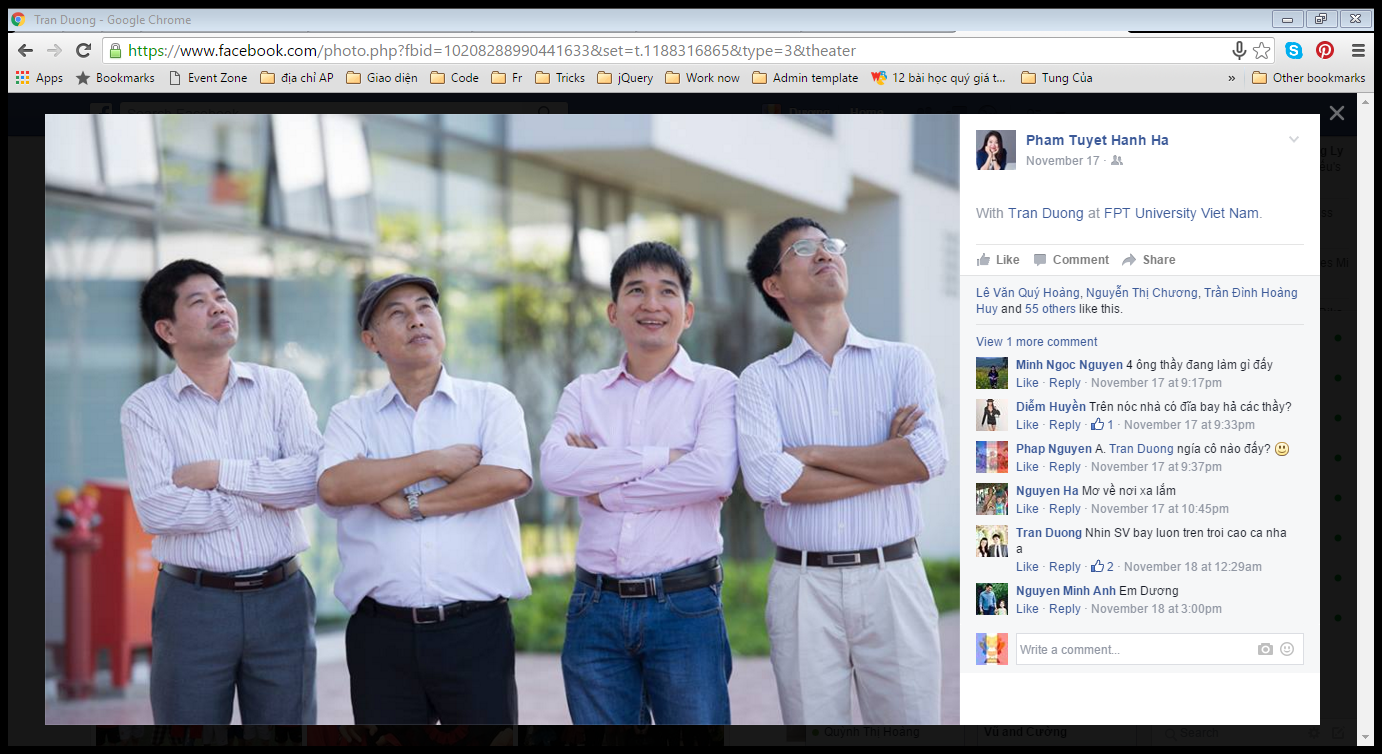 Tran Duong - Google Chrome
https://www.facebook.com/photo.php?fbid=10208288990441633&set=t.1188316865&type=3&theater
Apps Bookmarks Event Zone địa chỉ AP Giao diện Code Fr Tricks jQuery Work now Admin template 12 bài học quý giá t... Tung Của » Other bookmarks
Pham Tuyet Hanh Ha
November 17 ·
With Tran Duong at FPT University Viet Nam.
Like Comment Share
Lê Văn Quý Hoảng, Nguyễn Thị Chương, Trần Đình Hoàng
Huy and 55 others like this.
View 1 more comment
Minh Ngoc Nguyen 4 ông thầy đang làm gì đấy
Like · Reply · November 17 at 9:17pm
Diễm Huyền Trên nóc nhà có đĩa bay hả các thầy?
Like · Reply · 1 · November 17 at 9:33pm
Phap Nguyen A. Tran Duong ngía cô nào đấy?
Like · Reply · November 17 at 9:37pm
Nguyen Ha Mơ về nơi xa lắm
Like · Reply · November 17 at 10:45pm
Tran Duong Nhin SV bay luon tren troi cao ca nha
a
Like · Reply · 2 · November 18 at 12:29am
Nguyen Minh Anh Em Dương
Like · Reply · November 18 at 3:00pm
Write a comment...
Quỳnh Thị Hoàng
Vu and Cường
Search